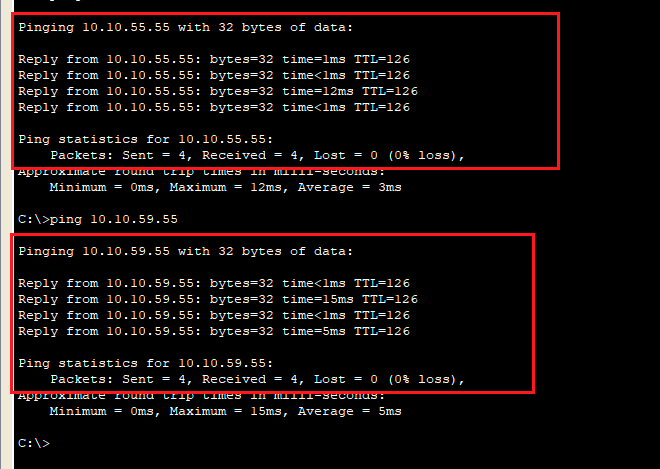 Pinging 10.10.55.55 with 32 bytes of data:
Reply from 10.10.55.55: bytes=32 time=1ms TTL=126
Reply from 10.10.55.55: bytes=32 time<1ms TTL=126
Reply from 10.10.55.55: bytes=32 time=12ms TTL=126
Reply from 10.10.55.55: bytes=32 time<1ms TTL=126
Ping statistics for 10.10.55.55:
Packets: Sent = 4, Received = 4, Lost = 0 (0% loss),
Approximate round trip times in milli-seconds:
Minimum = 0ms, Maximum = 12ms, Average = 3ms
C:\>ping 10.10.59.55
Pinging 10.10.59.55 with 32 bytes of data:
Reply from 10.10.59.55: bytes=32 time<1ms TTL=126
Reply from 10.10.59.55: bytes=32 time=15ms TTL=126
Reply from 10.10.59.55: bytes=32 time<1ms TTL=126
Reply from 10.10.59.55: bytes=32 time=5ms TTL=126
Ping statistics for 10.10.59.55:
Packets: Sent = 4, Received = 4, Lost = 0 (0% loss),
Approximate round trip times in milli-seconds:
Minimum = 0ms, Maximum = 15ms, Average = 5ms
C:\>